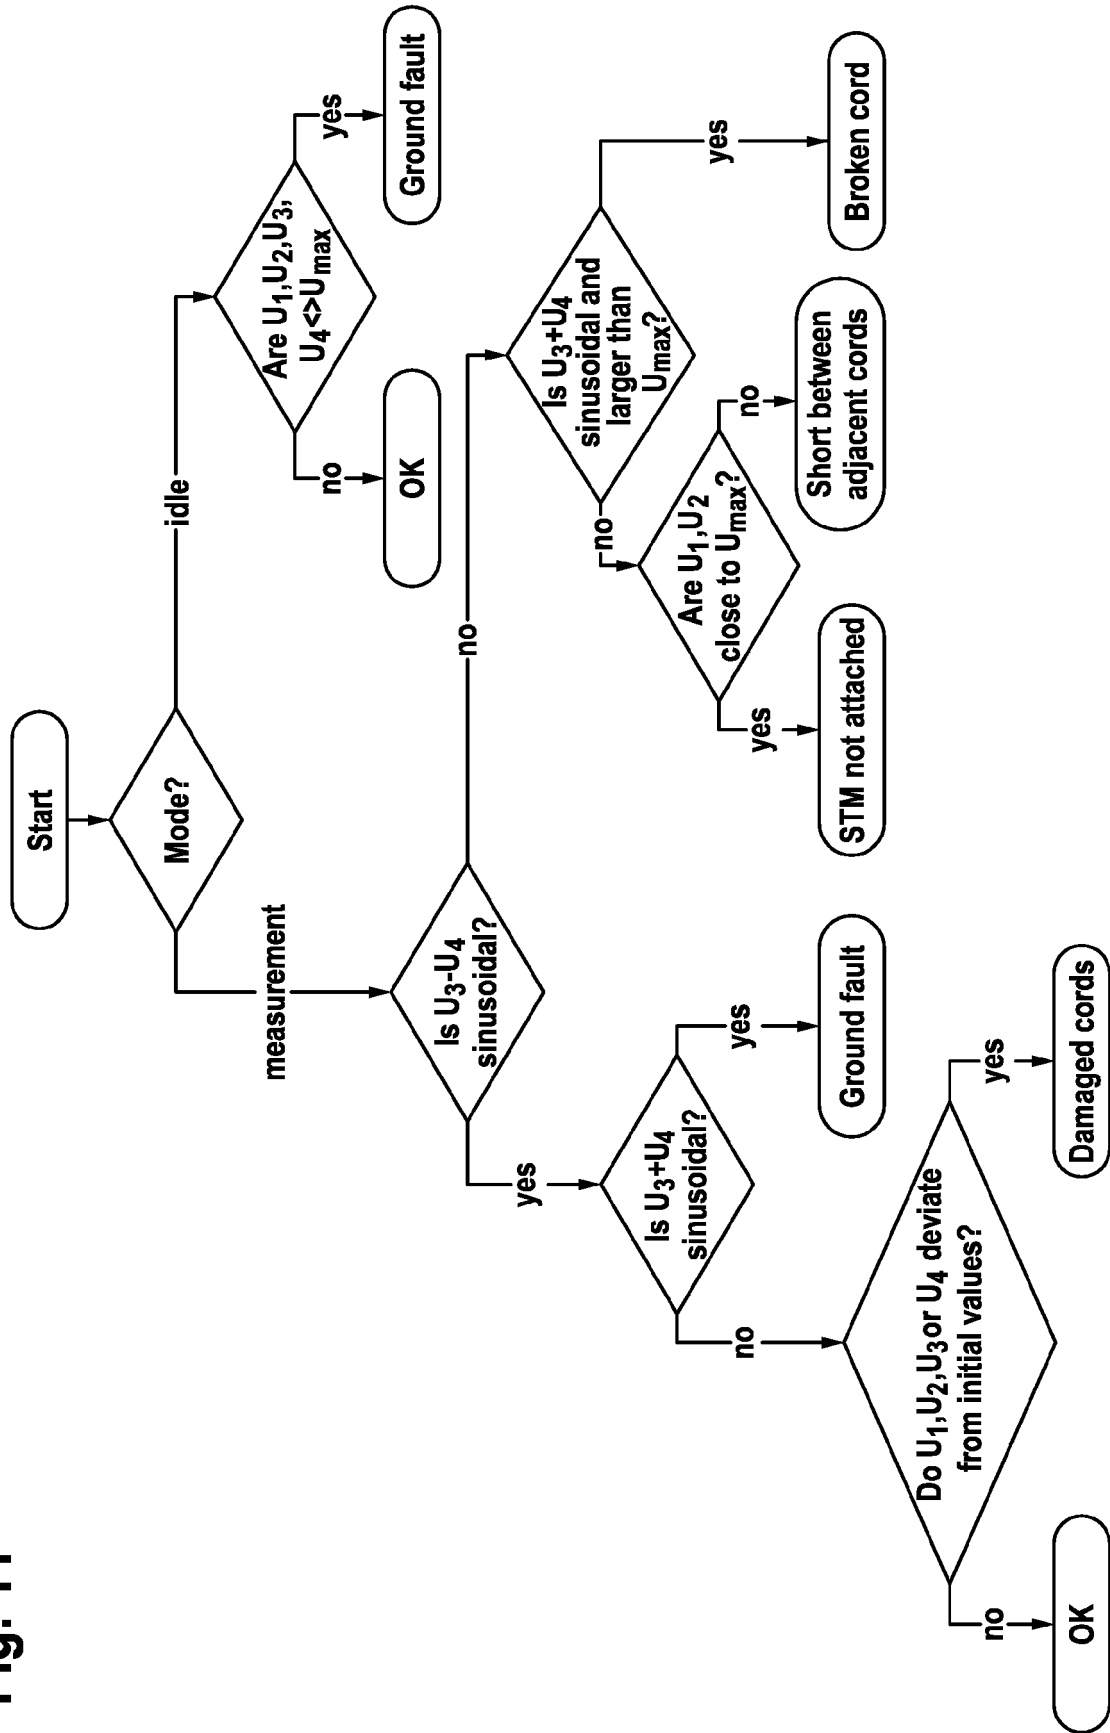 Start
Mode?
idle
measurement
Are U1,U2,U3,
U4<>Umax
no
yes
OK
Ground fault
Is U3-U4
sinusoidal?
yes
no
Is U3+U4
sinusoidal and
larger than
Umax?
no
yes
Are U1,U2
close to Umax?
yes
no
STM not attached
Short between
adjacent cords
Broken cord
Is U3+U4
sinusoidal?
no
yes
Ground fault
Do U1,U2,U3or U4 deviate
from initial values?
no
yes
OK
Damaged cords